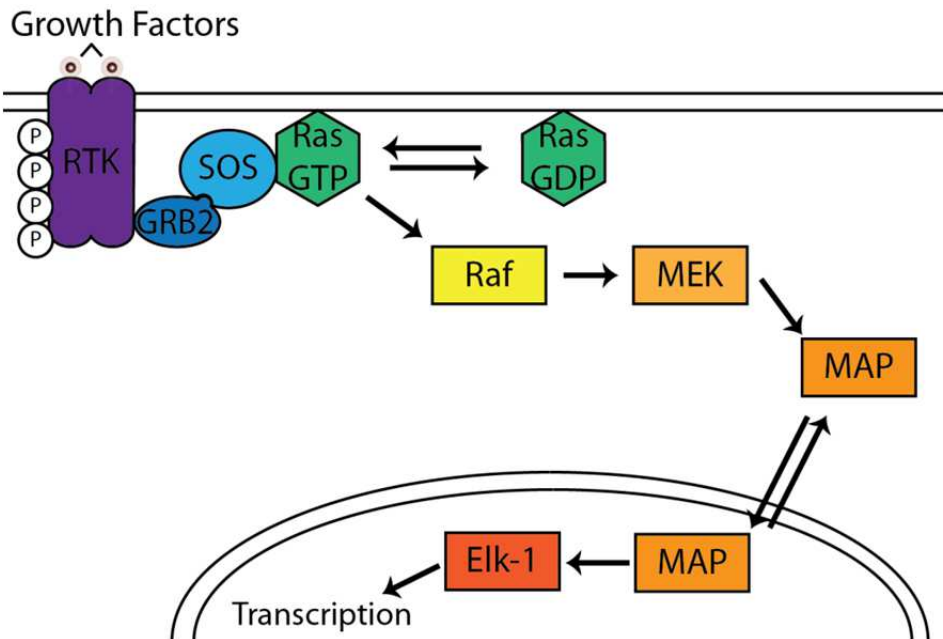 Growth Factors
P
P
P
P
RTK
GRB2
SOS
Ras
GTP
Ras
GDP
Raf
MEK
MAP
MAP
Elk-1
Transcription